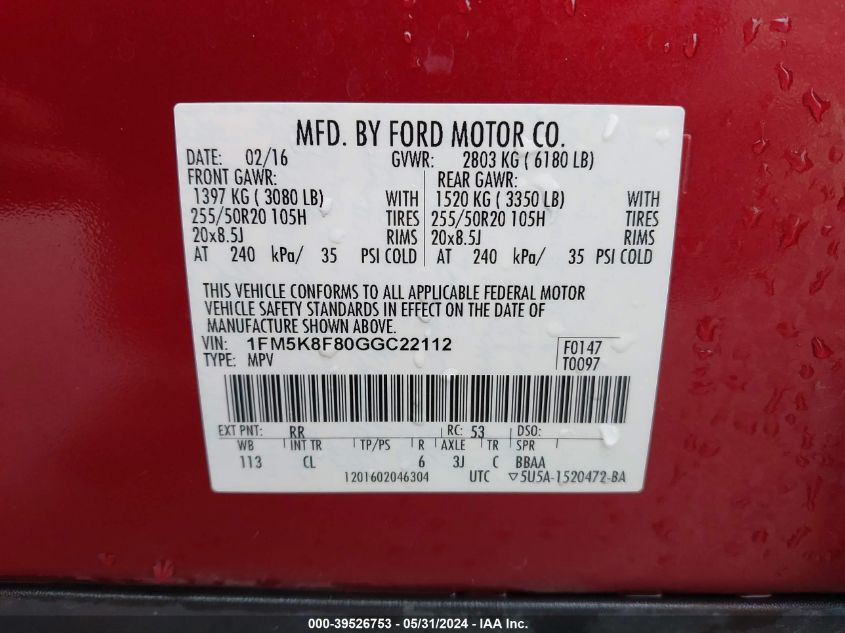 MFD. BY FORD MOTOR CO.
DATE: 02/16 GVWR: 2803 KG ( 6180 LB)
FRONT GAWR: REAR GAWR:
1397 KG ( 3080 LB) WITH 1520 KG ( 3350 LB) WITH
255/50R20 105H TIRES 255/50R20 105H TIRES
20x8.5J RIMS 20x8.5J RIMS
AT 240 kPa/ 35 PSI COLD AT 240 kPa/ 35 PSI COLD
THIS VEHICLE CONFORMS TO ALL APPLICABLE FEDERAL MOTOR
VEHICLE SAFETY STANDARDS IN EFFECT ON THE DATE OF
MANUFACTURE SHOWN ABOVE.
VIN: 1FM5K8F80GGC22112 F0147
TYPE: MPV T0097
EXT PNT: RR RC: 53 DSO:
WB INT TR TP/PS R AXLE TR SPR
113 CL 6 3J C BBAA
1201602046304 UTC ▽5U5A-1520472-BA
000-39526753 - 05/31/2024 - WWW.IAAI.COM